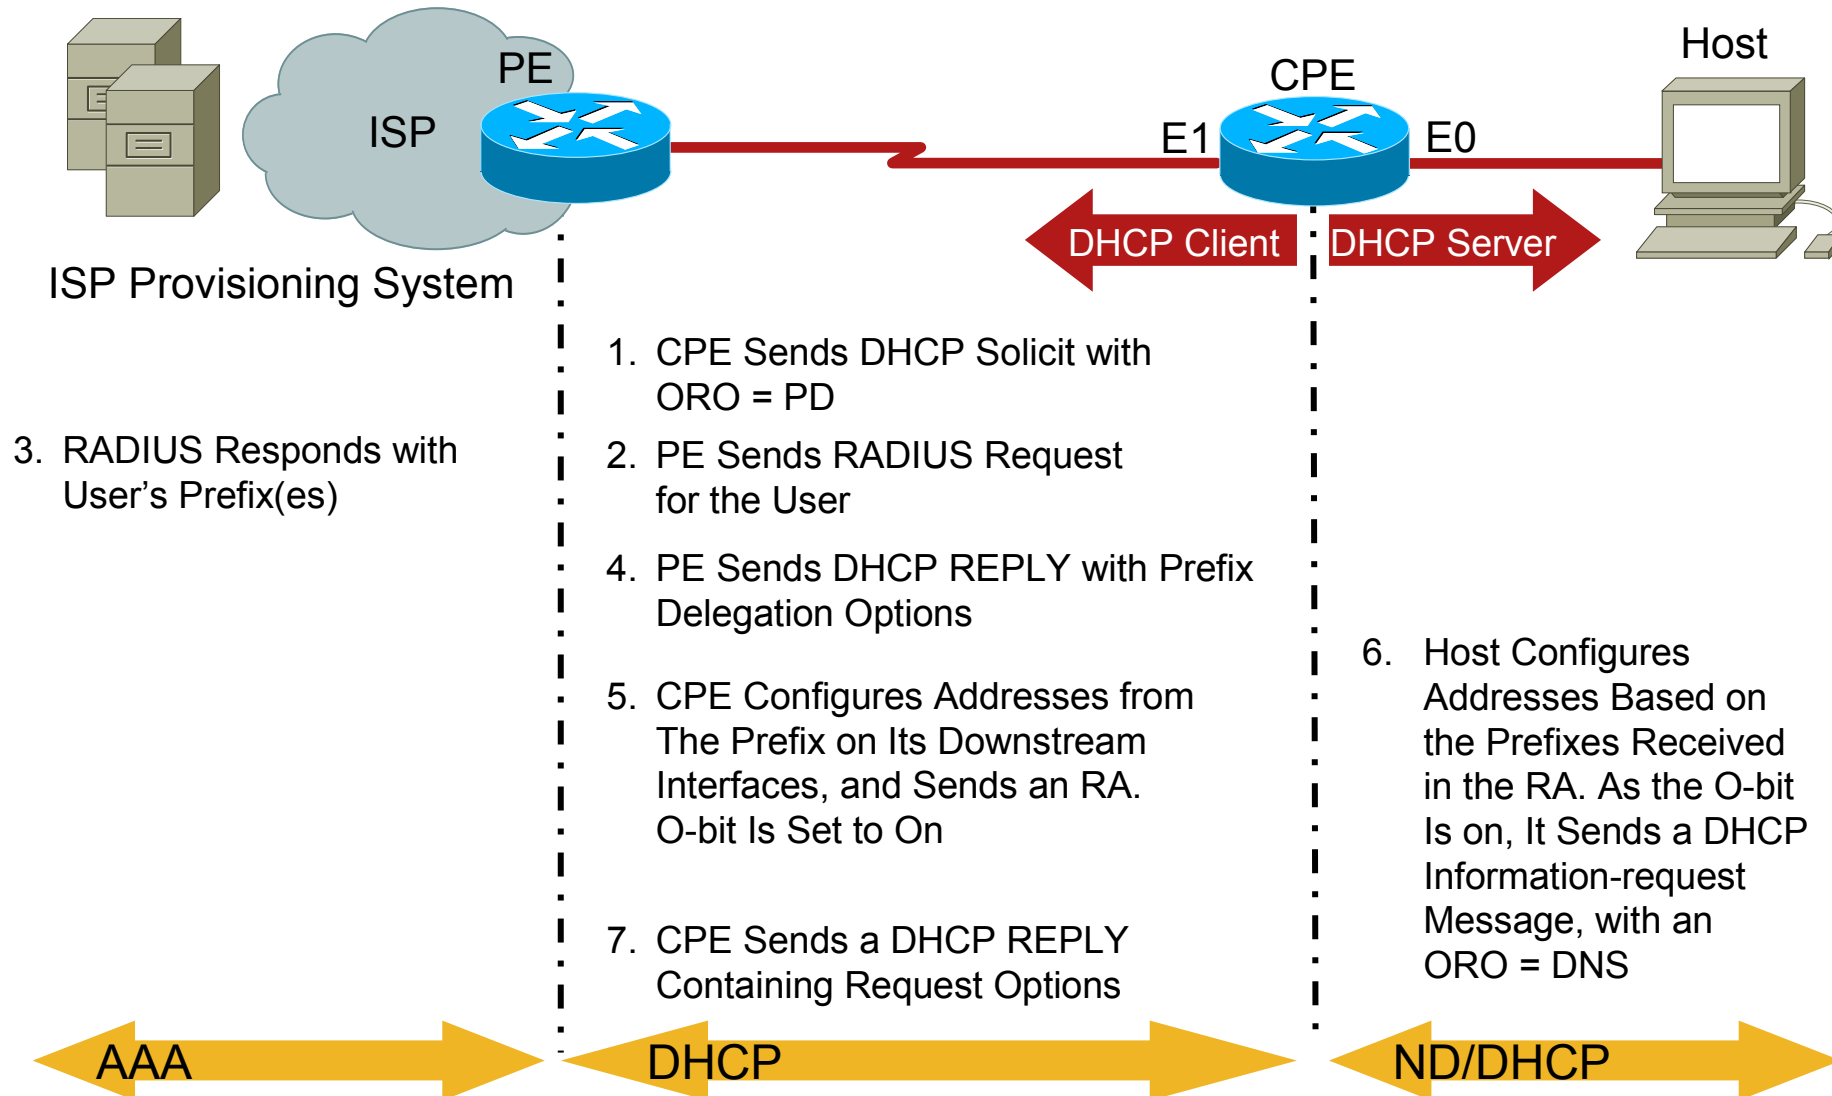 Host
PE
CPE
ISP
E1
E0
DHCP Client
DHCP Server
ISP Provisioning System
1. CPE Sends DHCP Solicit with
ORO = PD
2. PE Sends RADIUS Request
for the User
3. RADIUS Responds with
User's Prefix(es)
4. PE Sends DHCP REPLY with Prefix
Delegation Options
5. CPE Configures Addresses from
The Prefix on Its Downstream
Interfaces, and Sends an RA.
O-bit Is Set to On
6. Host Configures
Addresses Based on
the Prefixes Received
in the RA. As the O-bit
Is on, It Sends a DHCP
Information-request
Message, with an
ORO = DNS
7. CPE Sends a DHCP REPLY
Containing Request Options
AAA
DHCP
ND/DHCP